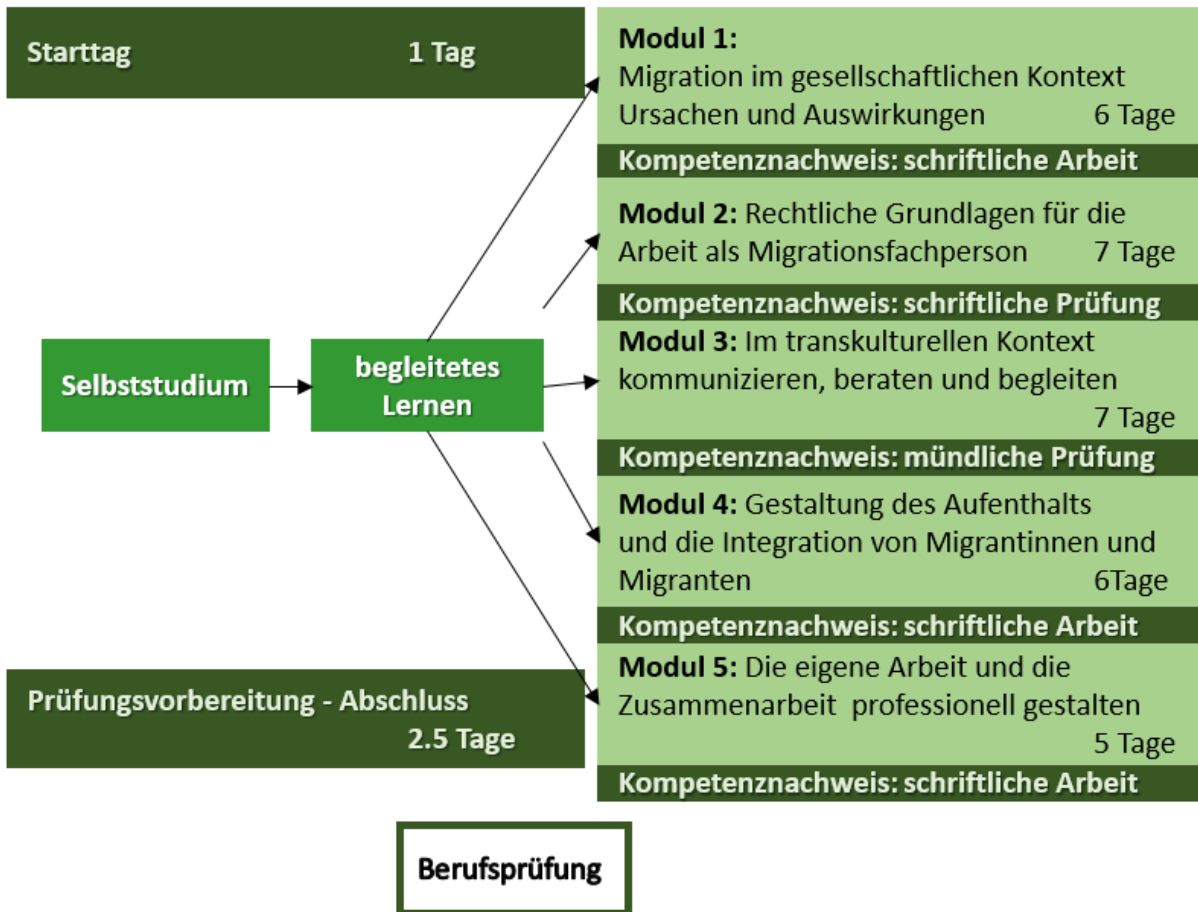 Starttag 1 Tag
Selbststudium
begleitetes
Lernen
Prüfungsvorbereitung - Abschluss
2.5 Tage
Modul 1:
Migration im gesellschaftlichen Kontext
Ursachen und Auswirkungen 6 Tage
Kompetenznachweis: schriftliche Arbeit
Modul 2: Rechtliche Grundlagen für die
Arbeit als Migrationsfachperson 7 Tage
Kompetenznachweis: schriftliche Prüfung
Modul 3: Im transkulturellen Kontext
kommunizieren, beraten und begleiten
7 Tage
Kompetenznachweis: mündliche Prüfung
Modul 4: Gestaltung des Aufenthalts
und die Integration von Migrantinnen und
Migranten 6Tage
Kompetenznachweis: schriftliche Arbeit
Modul 5: Die eigene Arbeit und die
Zusammenarbeit professionell gestalten
5 Tage
Kompetenznachweis: schriftliche Arbeit
Berufsprüfung